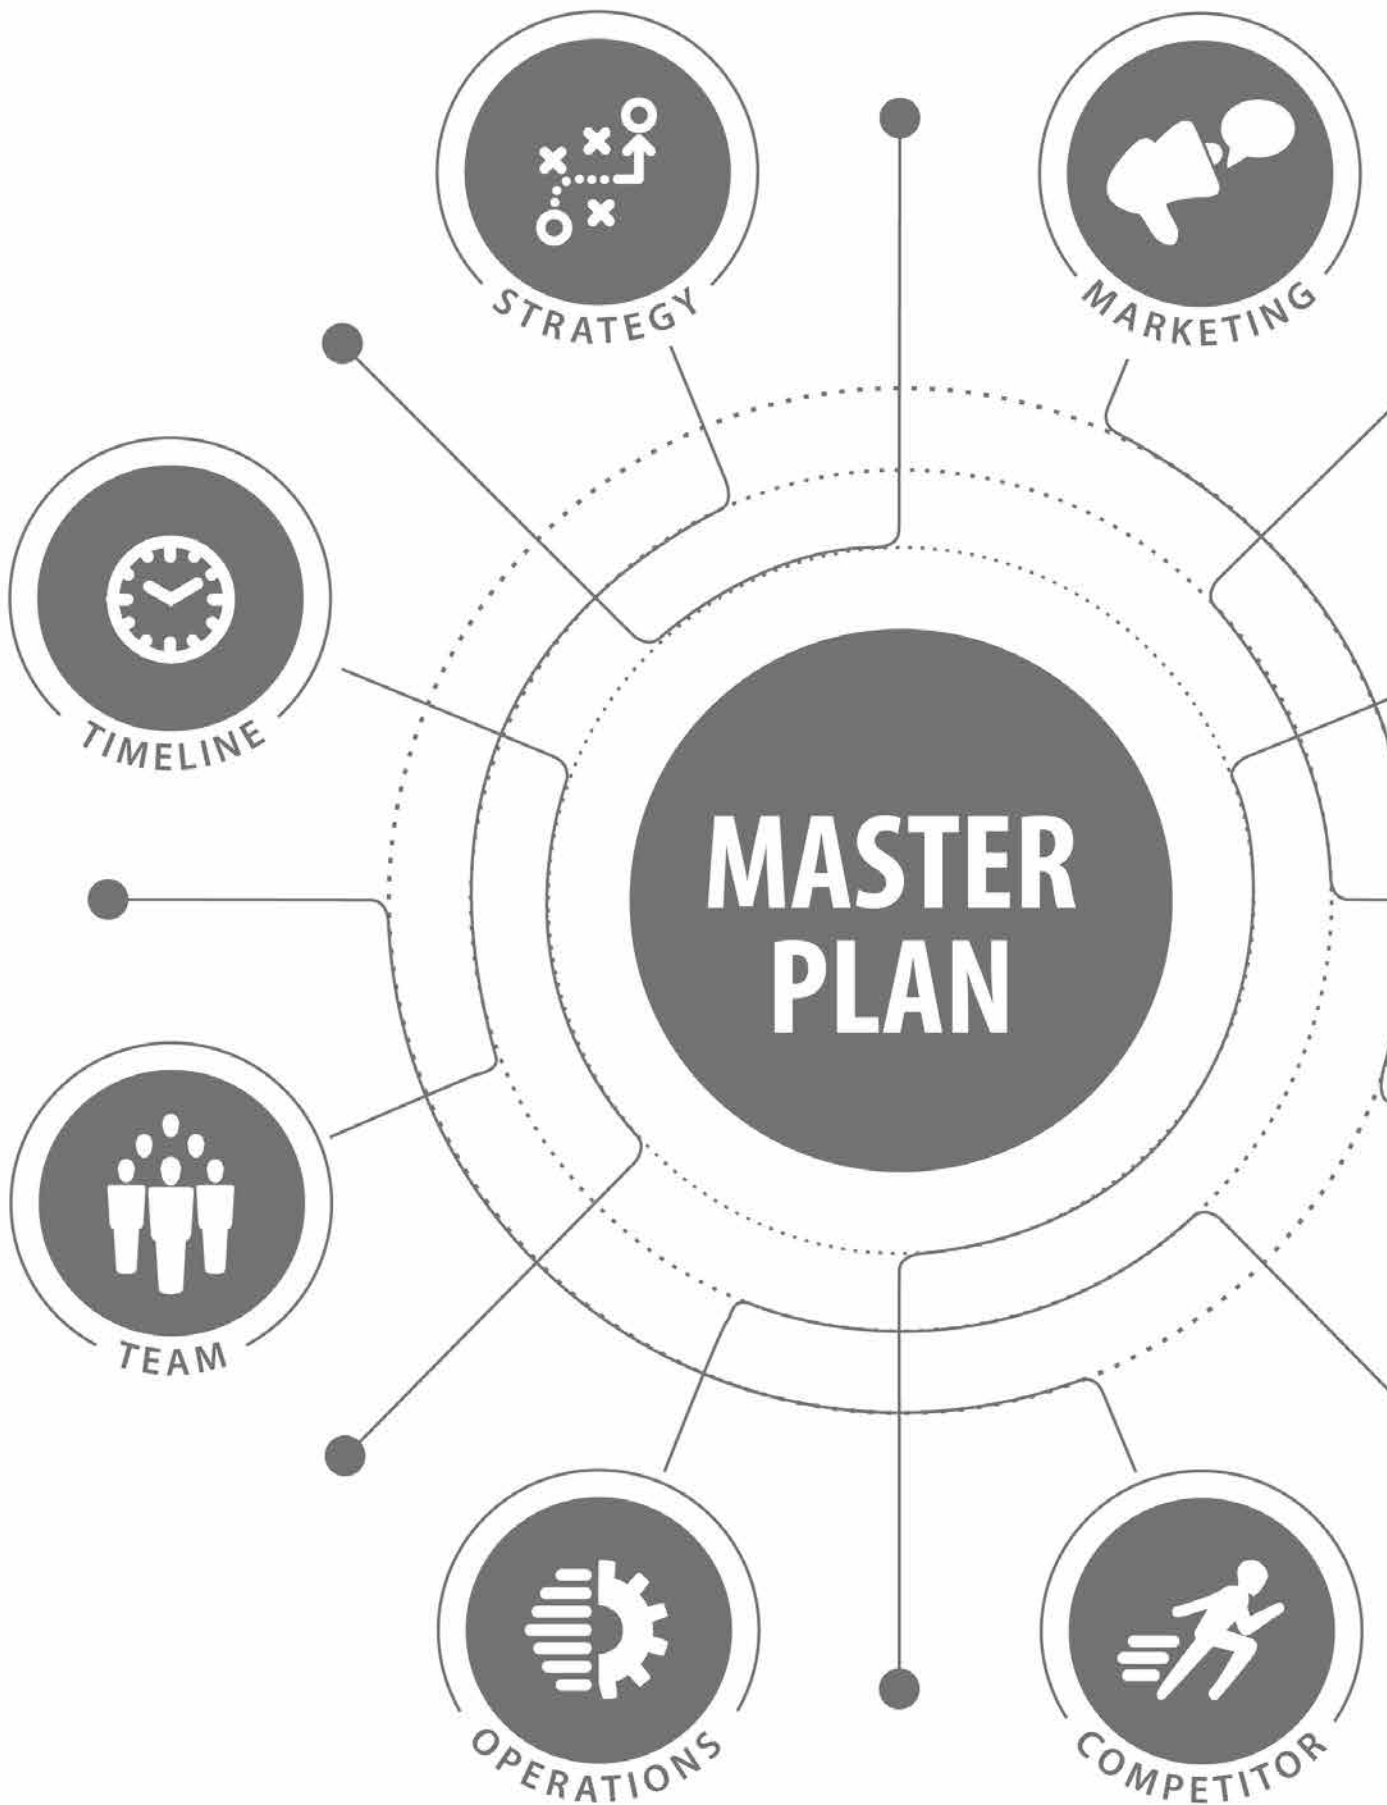 STRATEGY
MARKETING
TIMELINE
MASTER
PLAN
TEAM
OPERATIONS
COMPETITOR